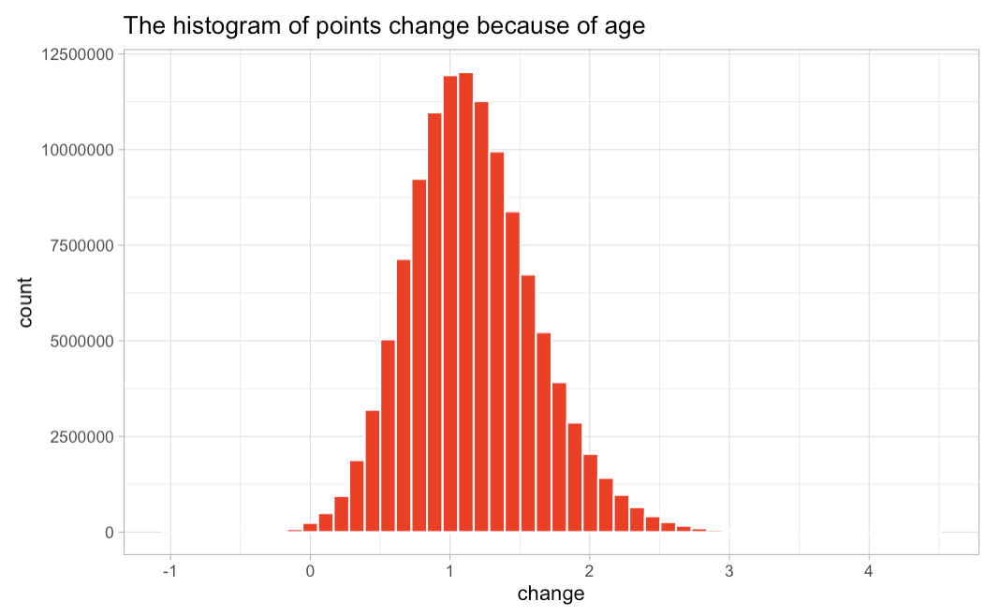 The histogram of points change because of age
12500000
10000000
7500000
5000000
2500000
0
count
-1 0 1 2 3 4
change